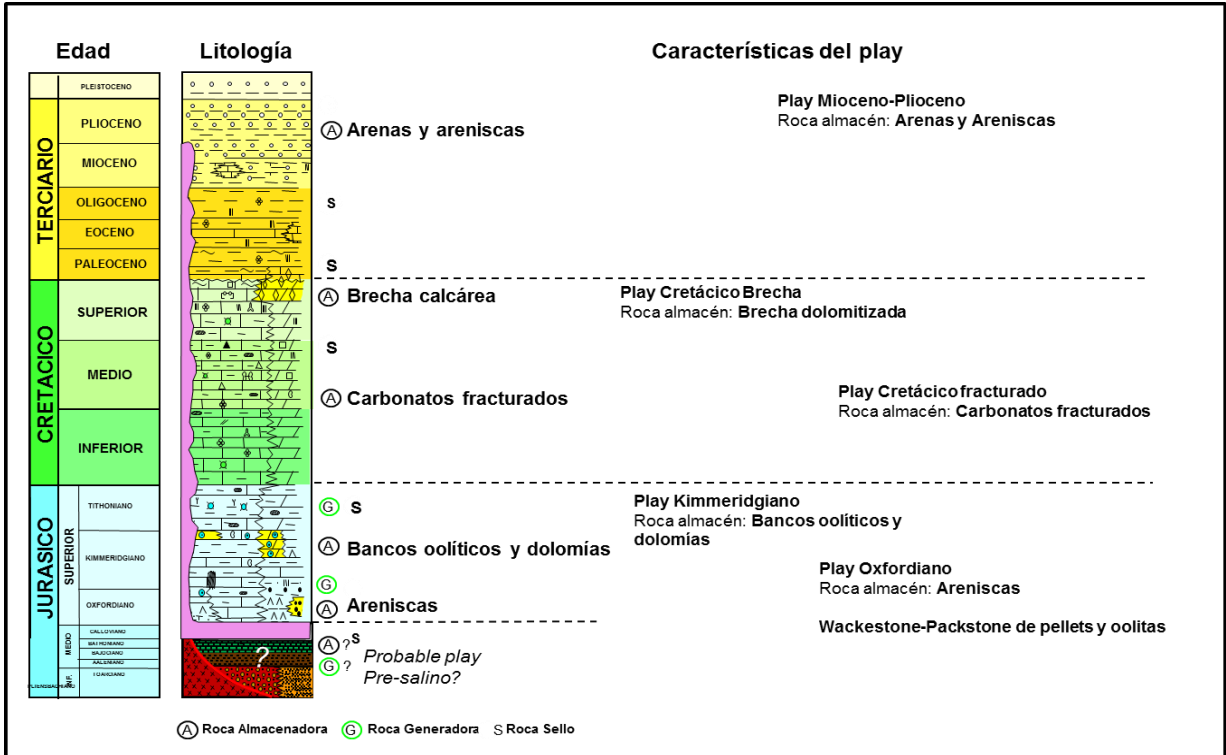 Edad
Litología
Características del play
PLEISTOCENO
TERCIARIO
PLIOCENO
MIOCENO
OLIGOCENO
EOCENO
PALEOCENO
CRETACICO
SUPERIOR
MEDIO
INFERIOR
JURASICO
SUPERIOR
TITHONIANO
KIMMERIDGIANO
OXFORDIANO
MEDIO
CALLOVIANO
BATHONIANO
BAJOCIANO
AALENIANO
INF.
TOARCIANO
PLIENSBACHIANO
?
A Arenas y areniscas
S
S
A Brecha calcárea
S
A Carbonatos fracturados
G S
A Bancos oolíticos y dolomías
G
A Areniscas
A ? S
G ?
Probable play
Pre-salino?
Play Mioceno-Plioceno
Roca almacén: Arenas y Areniscas
Play Cretácico Brecha
Roca almacén: Brecha dolomitizada
Play Cretácico fracturado
Roca almacén: Carbonatos fracturados
Play Kimmeridgiano
Roca almacén: Bancos oolíticos y
dolomías
Play Oxfordiano
Roca almacén: Areniscas
Wackestone-Packstone de pellets y oolitas
A Roca Almacenadora G Roca Generadora S Roca Sello